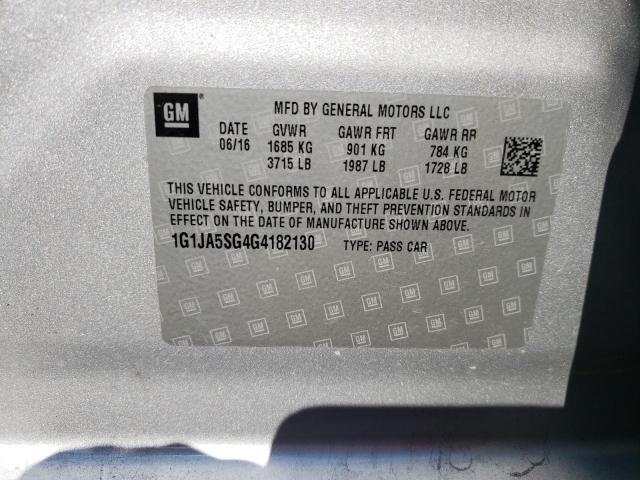 GM
MFD BY GENERAL MOTORS LLC
DATE GVWR GAWR FRT GAWR RR
06/16 1685 KG 901 KG 784 KG
3715 LB 1987 LB 1728 LB
THIS VEHICLE CONFORMS TO ALL APPLICABLE U.S. FEDERAL MOTOR
VEHICLE SAFETY, BUMPER, AND THEFT PREVENTION STANDARDS IN
EFFECT ON THE DATE OF MANUFACTURE SHOWN ABOVE.
1G1JA5SG4G4182130 TYPE: PASS CAR